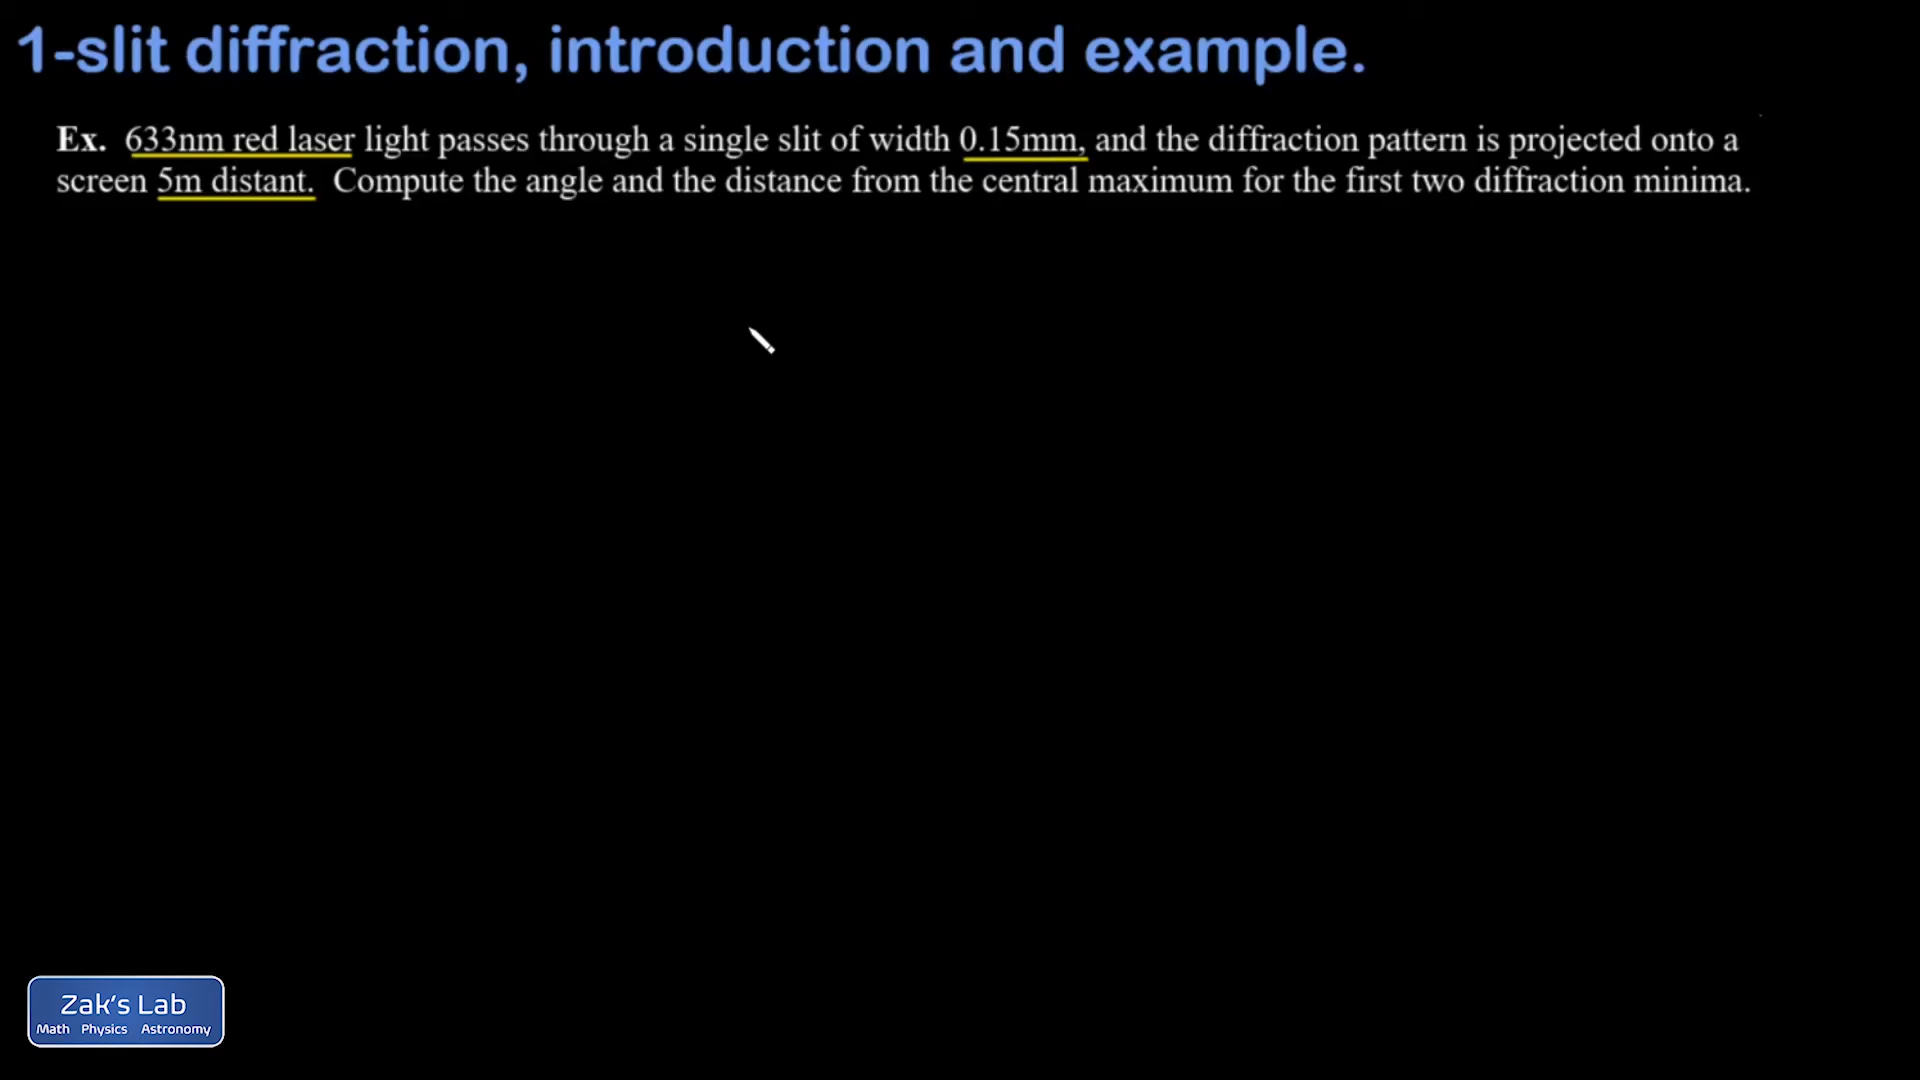 1-slit diffraction, introduction and example.
Ex. 633nm red laser light passes through a single slit of width 0.15mm, and the diffraction pattern is projected onto a
screen 5m distant. Compute the angle and the distance from the central maximum for the first two diffraction minima.
Zak's Lab
Math Physics Astronomy